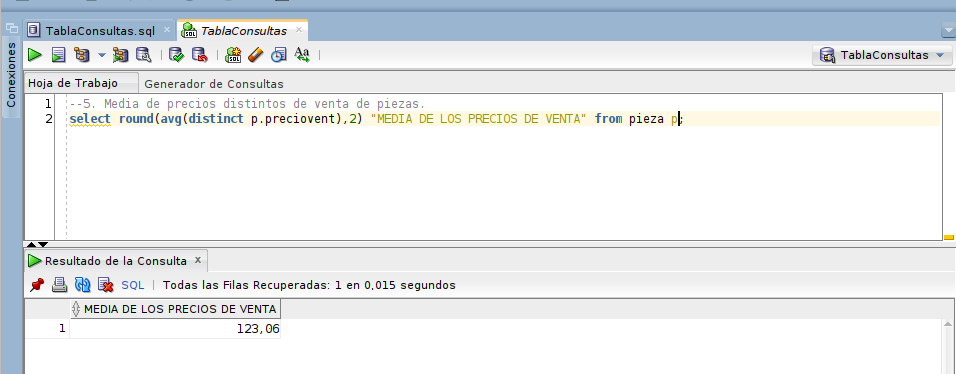 TablaConsultas.sql TablaConsultas
Conexiones
TablaConsultas
Hoja de Trabajo Generador de Consultas
1 --5. Media de precios distintos de venta de piezas.
2 select round(avg(distinct p.preciovent),2) "MEDIA DE LOS PRECIOS DE VENTA" from pieza p;
Resultado de la Consulta x
SQL | Todas las Filas Recuperadas: 1 en 0,015 segundos
MEDIA DE LOS PRECIOS DE VENTA
1 123,06